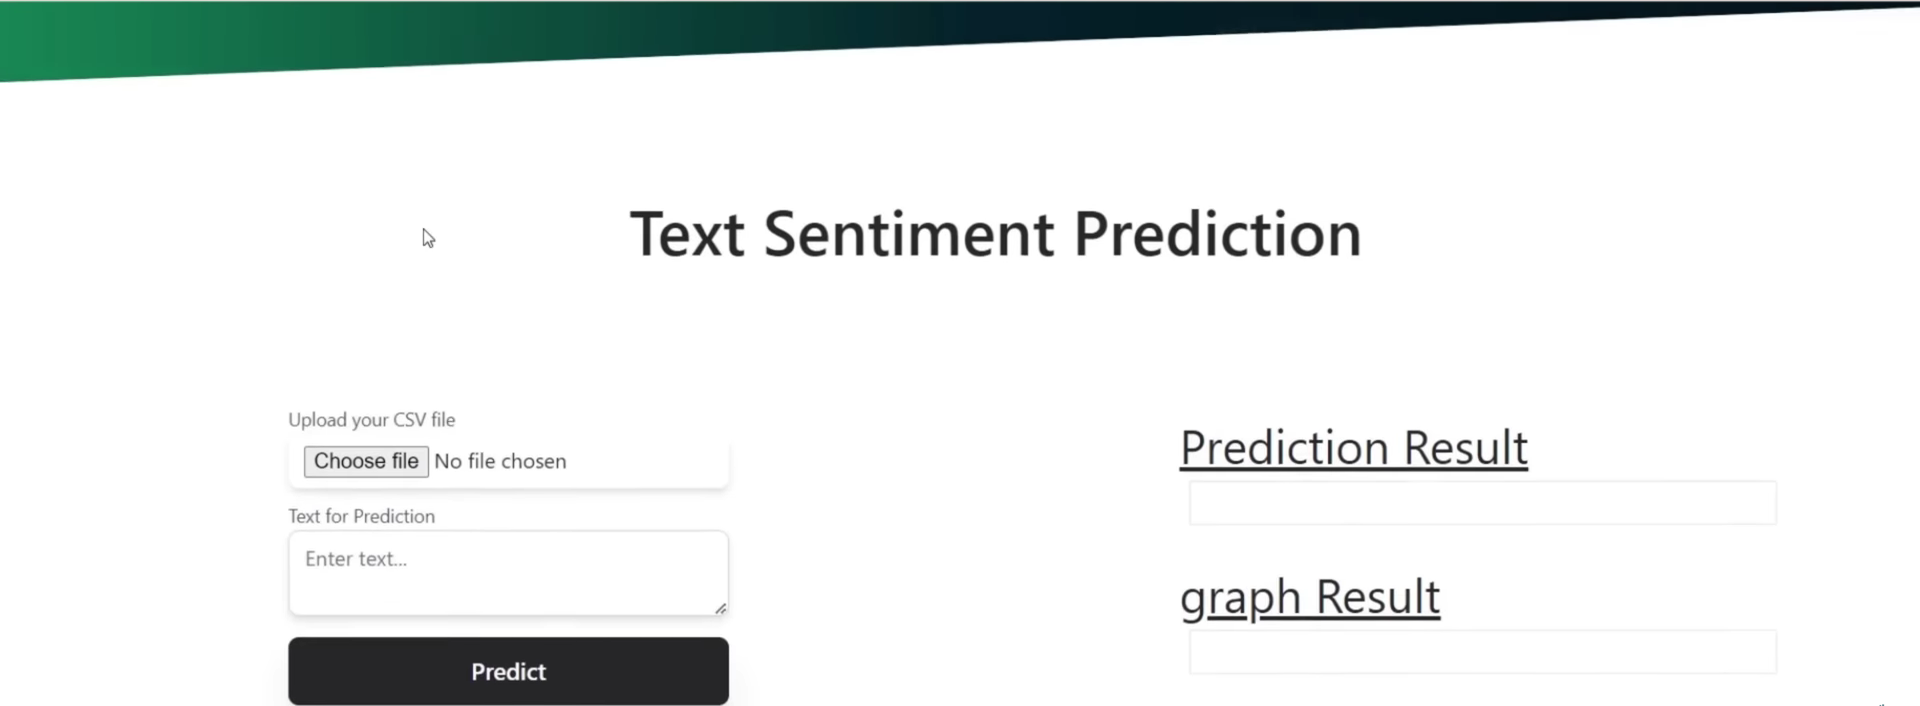 Text Sentiment Prediction
Upload your CSV file
Choose file No file chosen
Text for Prediction
Enter text...
Predict
Prediction Result
graph Result